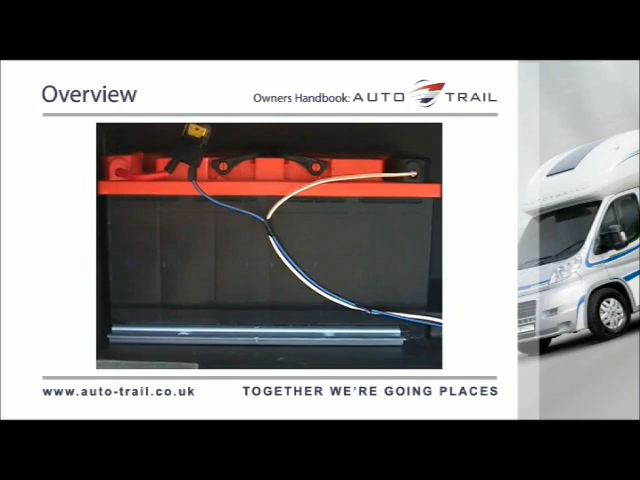 Overview
Owners Handbook: AUTO TRAIL
www.auto-trail.co.uk
TOGETHER WE'RE GOING PLACES